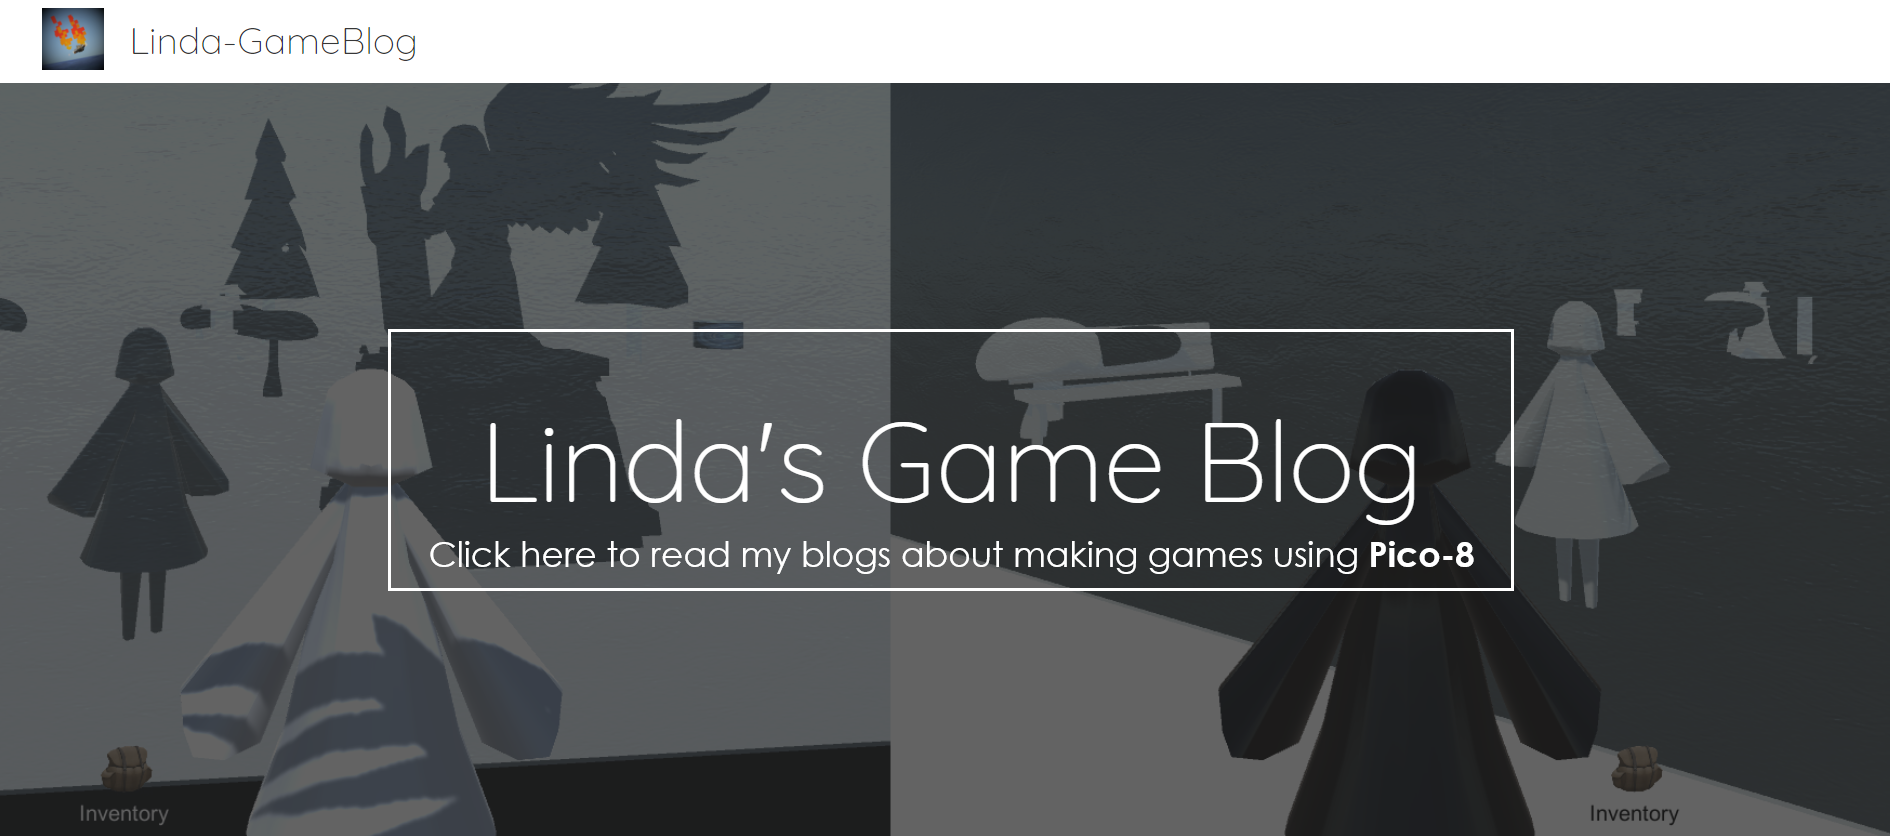 Linda-GameBlog
Linda's Game Blog
Click here to read my blogs about making games using Pico-8
Inventory
Inventory